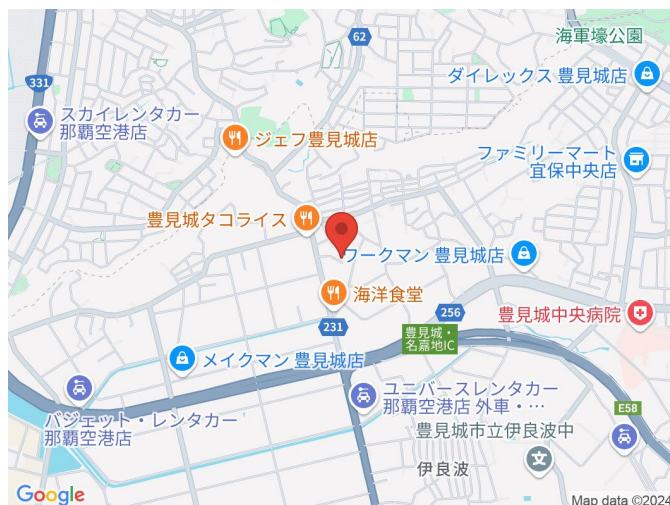 海軍壕公園
62
ダイレックス 豊見城店
331
スカイレンタカー
那覇空港店
ジェフ豊見城店
ファミリーマート
宜保中央店
豊見城タコライス
ワークマン 豊見城店
海洋食堂
256
豊見城中央病院
231
豊見城・
名嘉地IC
メイクマン 豊見城店
ユニバースレンタカー
那覇空港店 外車・…
バジェット・レンタカー
那覇空港店
E58
豊見城市立伊良波中
伊良波
文
Google
Map data ©2024